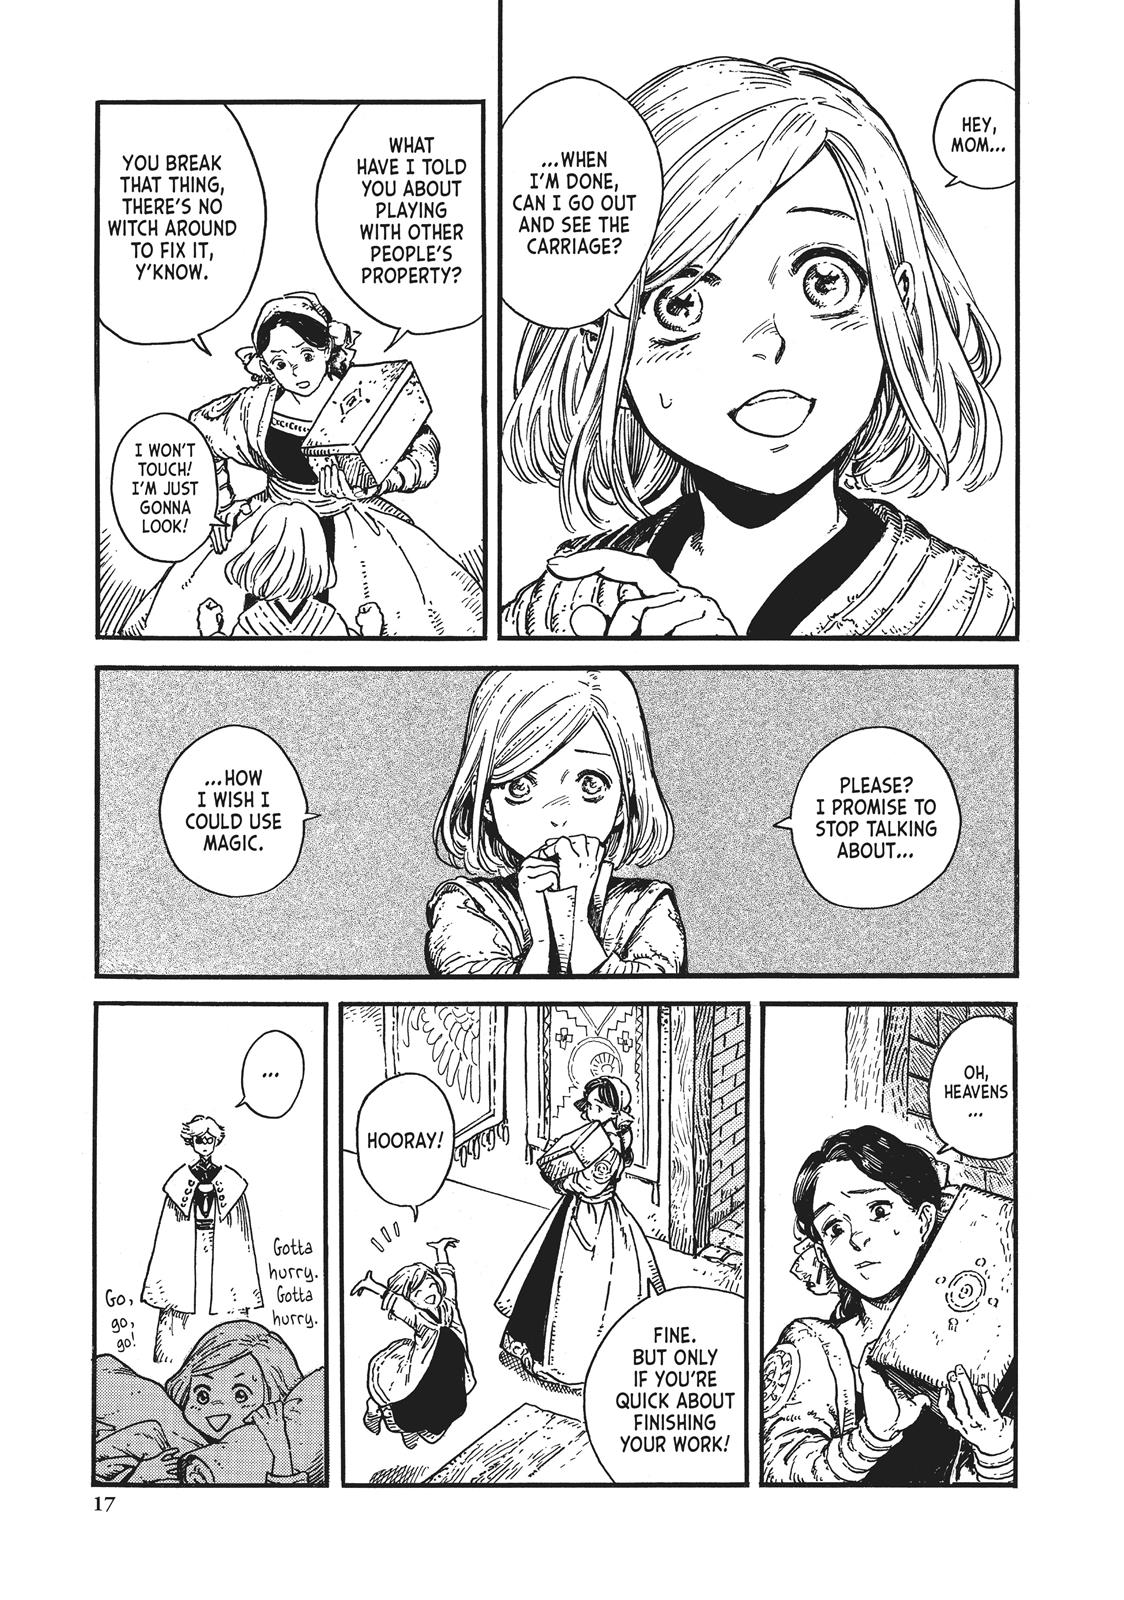 HEY,
MOM...
...WHEN
I'M DONE,
CAN I GO OUT
AND SEE THE
CARRIAGE?
WHAT
HAVE I TOLD
YOU ABOUT
PLAYING
WITH OTHER
PEOPLE'S
PROPERTY?
YOU BREAK
THAT THING,
THERE'S NO
WITCH AROUND
TO FIX IT,
Y'KNOW.
I WON'T
TOUCH!
I'M JUST
GONNA
LOOK!
PLEASE?
I PROMISE TO
STOP TALKING
ABOUT...
...HOW
I WISH I
COULD USE
MAGIC.
OH,
HEAVENS
...
FINE.
BUT ONLY
IF YOU'RE
QUICK ABOUT
FINISHING
YOUR WORK!
HOORAY!
...
Gotta
hurry.
Gotta
hurry.
Go,
go,
go!
17